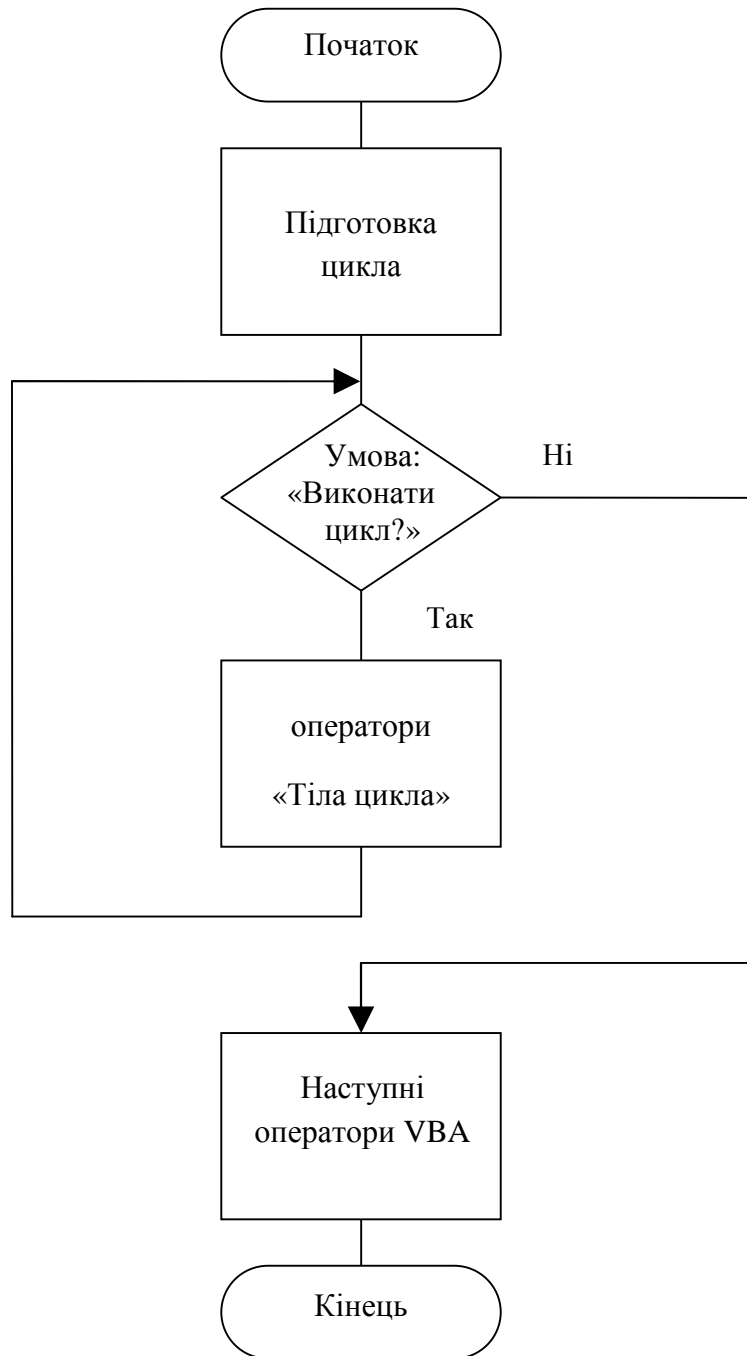 Початок
Підготовка
цикла
Умова:
«Виконати
цикл?»
Ні
Так
оператори
«Тіла цикла»
Наступні
оператори VBA
Кінець